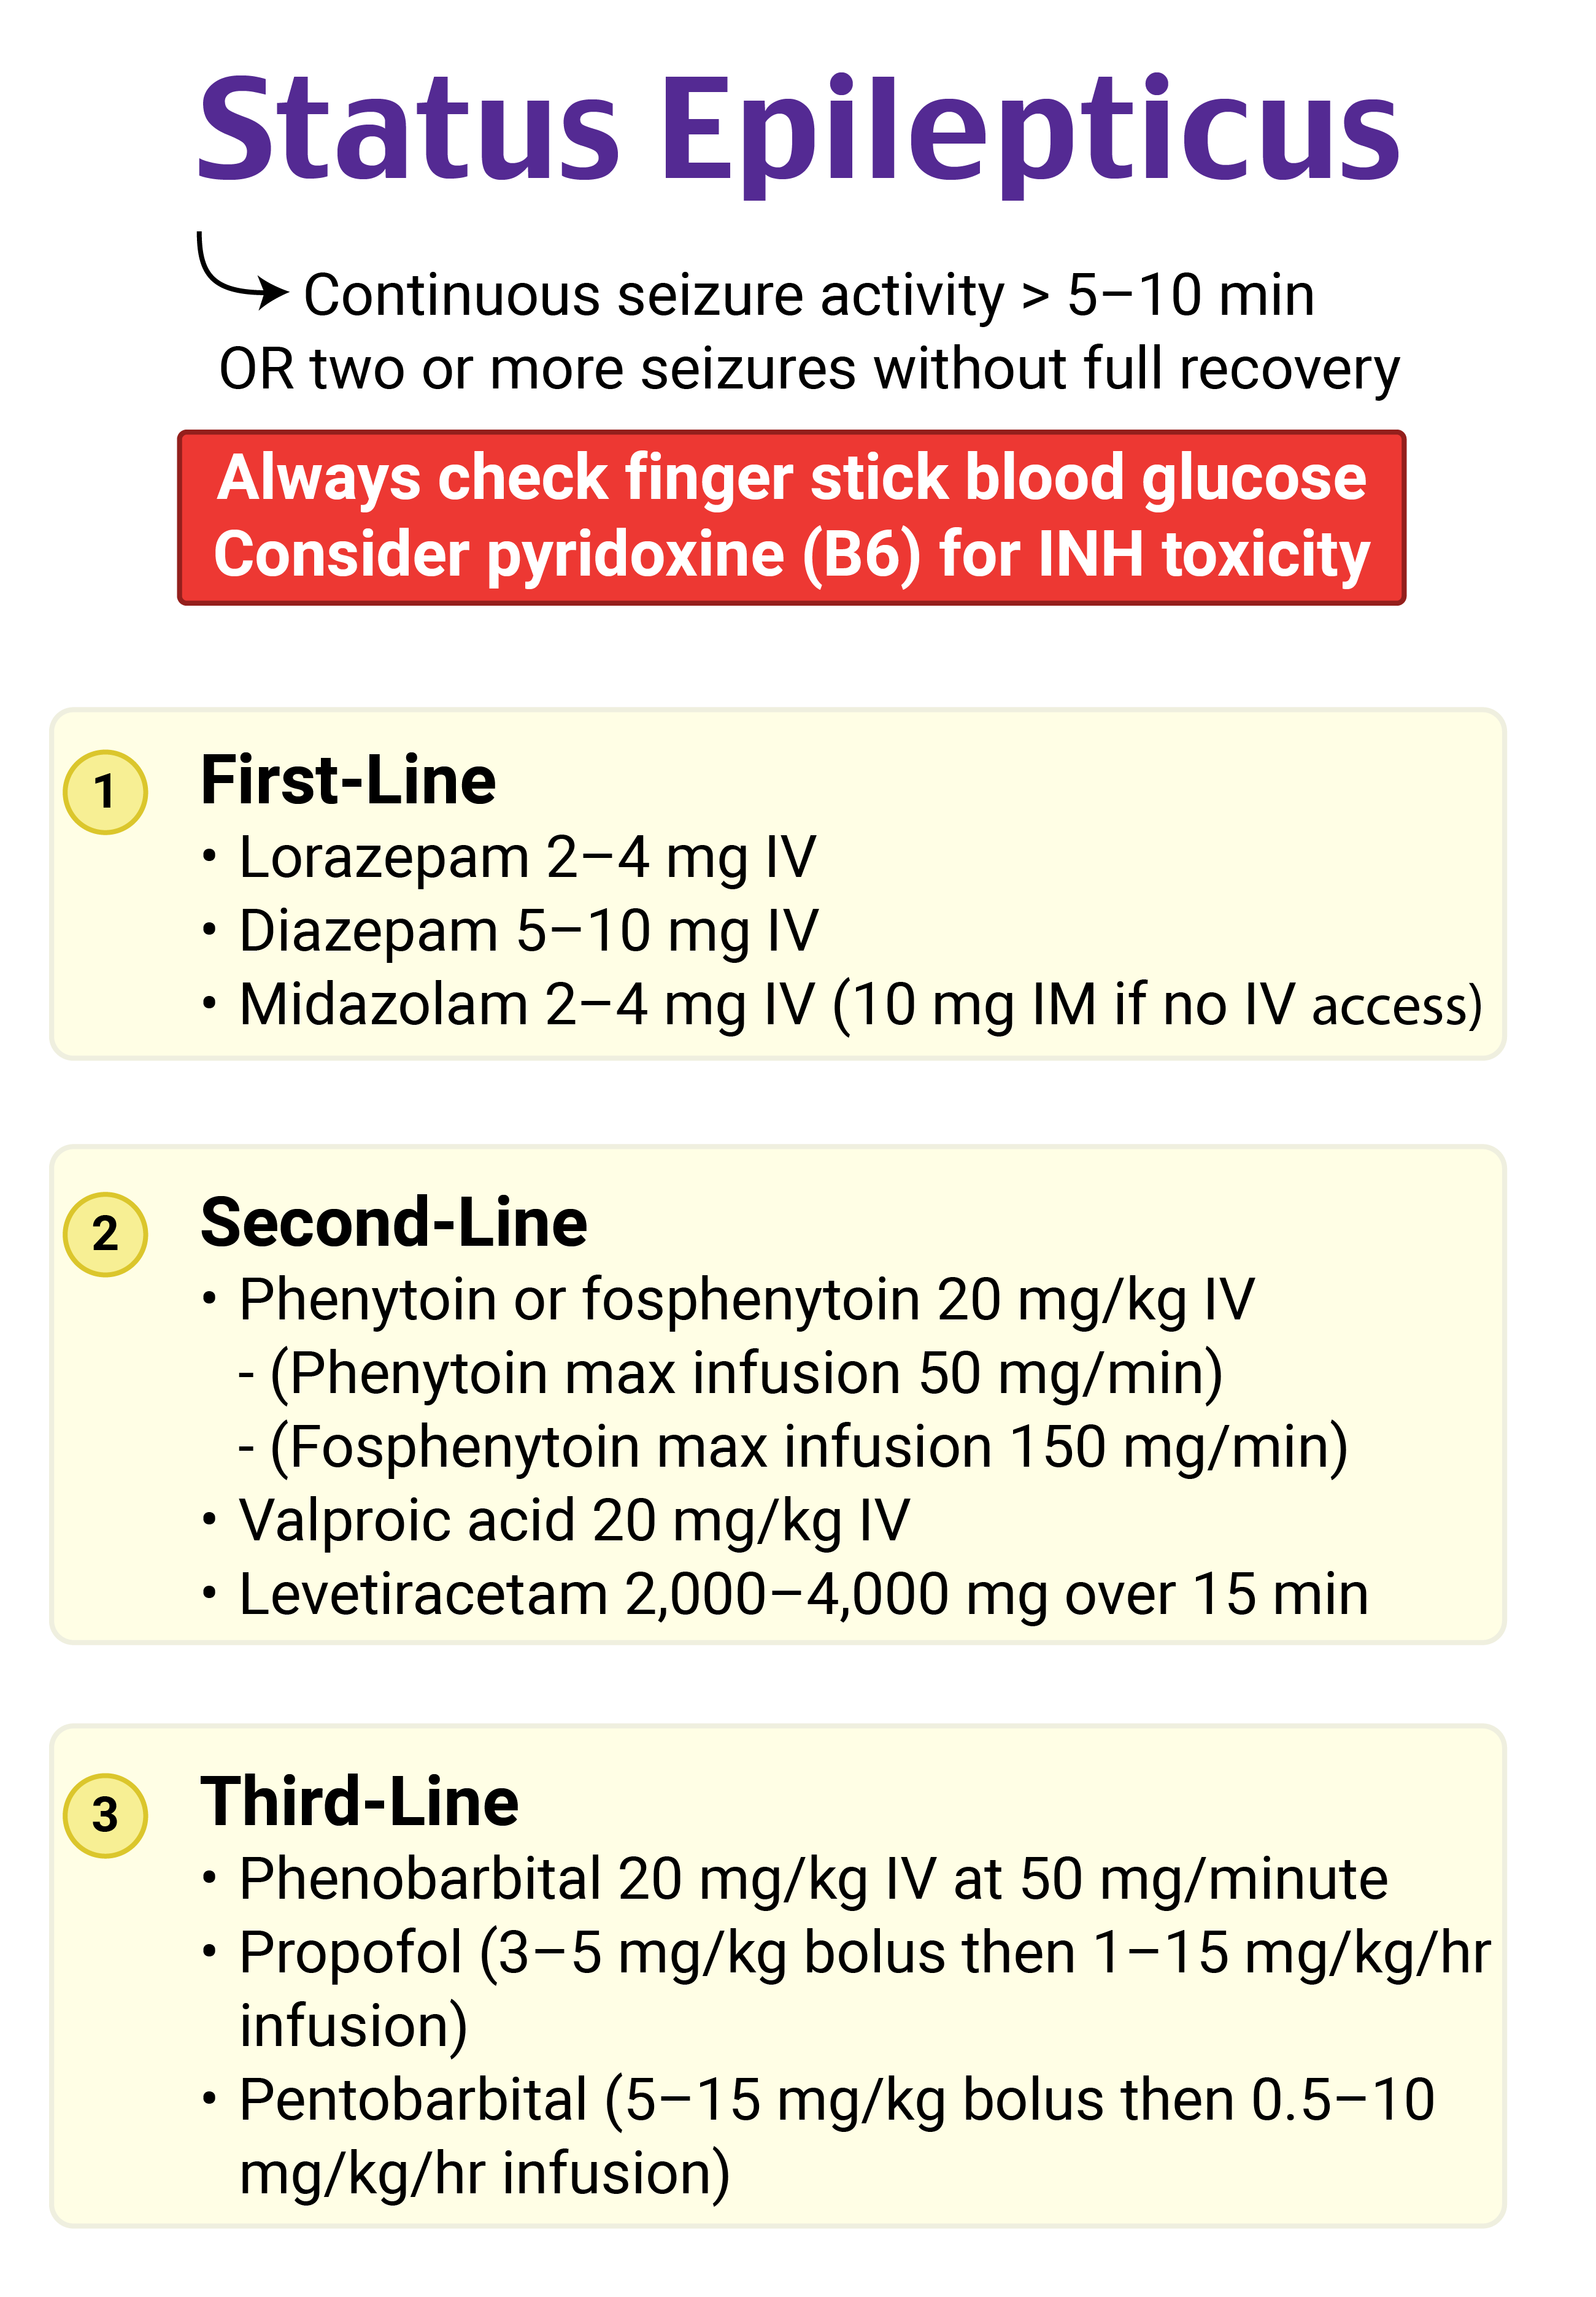 Status Epilepticus
Continuous seizure activity > 5–10 min
OR two or more seizures without full recovery
Always check finger stick blood glucose
Consider pyridoxine (B6) for INH toxicity
1
First-Line
• Lorazepam 2–4 mg IV
• Diazepam 5–10 mg IV
• Midazolam 2–4 mg IV (10 mg IM if no IV access)
2
Second-Line
• Phenytoin or fosphenytoin 20 mg/kg IV
- (Phenytoin max infusion 50 mg/min)
- (Fosphenytoin max infusion 150 mg/min)
• Valproic acid 20 mg/kg IV
• Levetiracetam 2,000–4,000 mg over 15 min
3
Third-Line
• Phenobarbital 20 mg/kg IV at 50 mg/minute
• Propofol (3–5 mg/kg bolus then 1–15 mg/kg/hr
infusion)
• Pentobarbital (5–15 mg/kg bolus then 0.5–10
mg/kg/hr infusion)